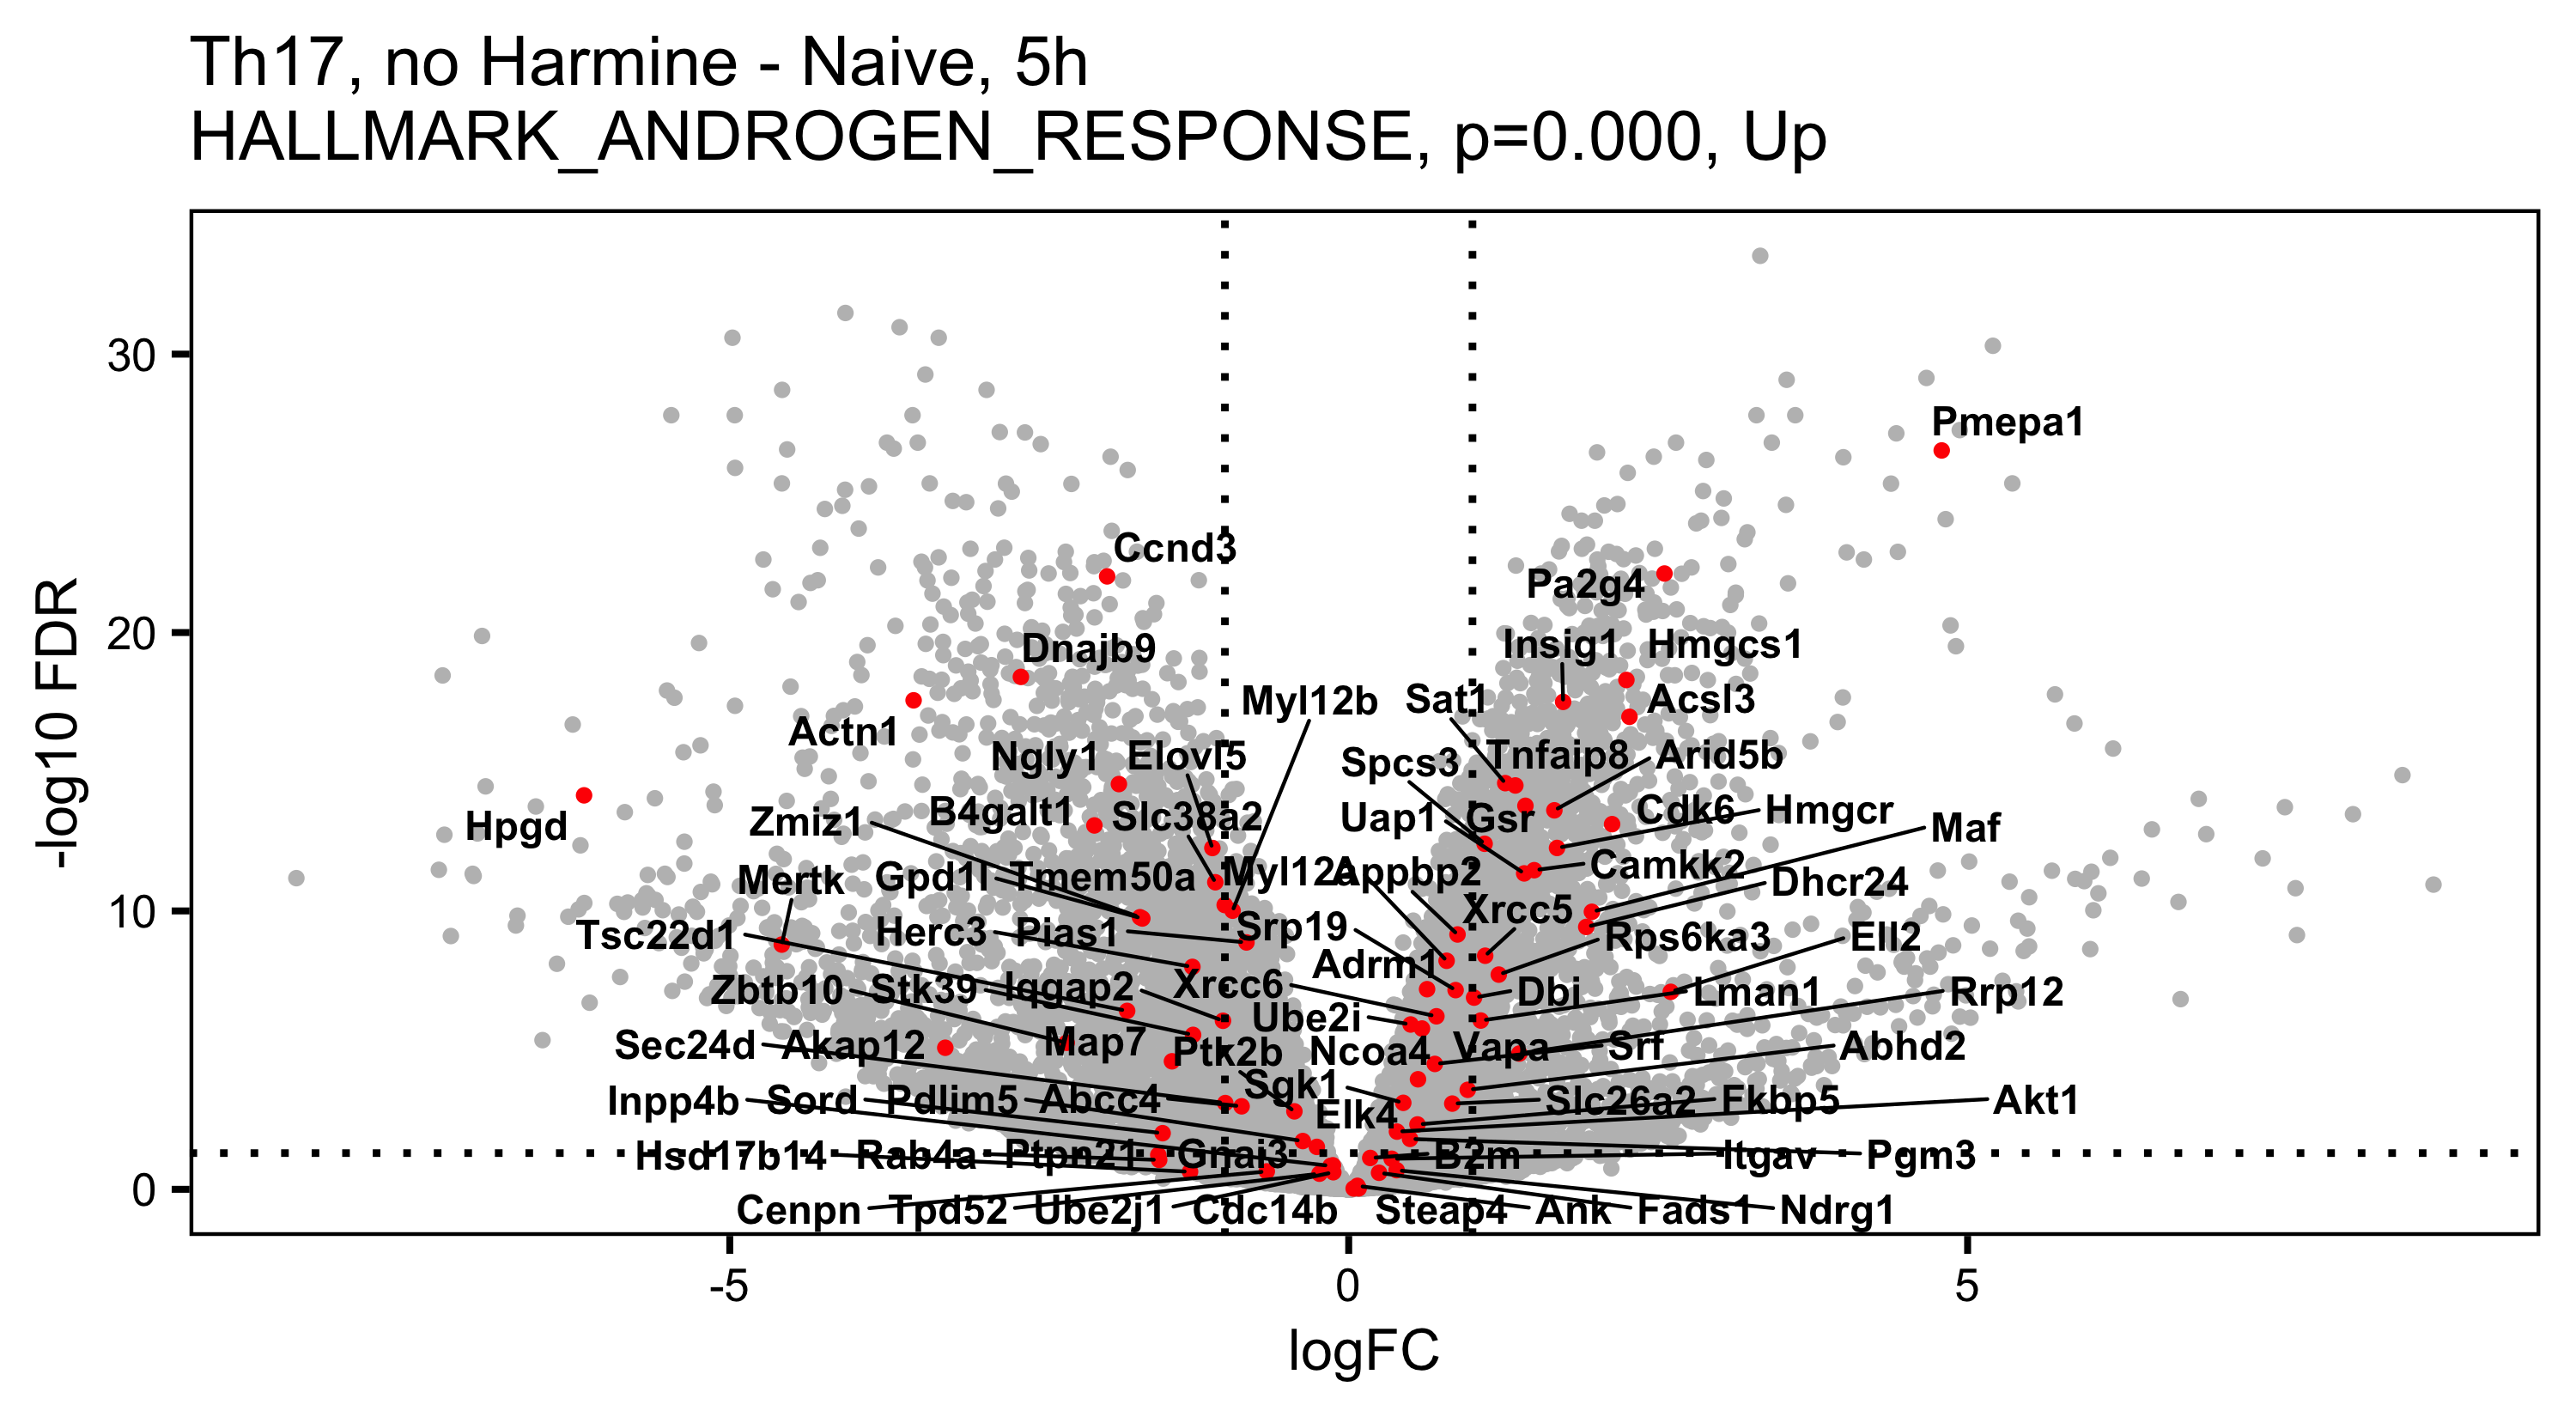 Th17, no Harmine - Naive, 5h
HALLMARK_ANDROGEN_RESPONSE, p=0.000, Up
-log10 FDR
30
20
10
0
Pmepa1
Ccnd3
Pa2g4
Dnajb9
Insig1 Hmgcs1
Actn1
Myl12b Sat1 Acsl3
Ngly1 Elovl5 Spcs3 Tnfaip8 Arid5b
Hpgd Zmiz1 B4galt1 Slc38a2 Uap1 Gsr Cdk6 Hmgcr Maf
Mertk Gpd1l Tmem50a Myl12a Appbp2 Camkk2 Dhcr24
Tsc22d1 Herc3 Pias1 Srp19 Xrcc5 Rps6ka3 Ell2
Adrm1
Zbtb10 Stk39 Iqgap2 Xrcc6 Dbi Lman1 Rrp12
Ube2i
Sec24d Akap12 Map7 Ptk2b Ncoa4 Vapa Srf Abhd2
Sgk1
Inpp4b Sord Pdlim5 Abcc4 Elk4 Slc26a2 Fkbp5 Akt1
Hsd17b14 Rab4a Ptpn21 Gnai3 B2m Itgav Pgm3
Cenpn Tpd52 Ube2j1 Cdc14b Steap4 Ank Fads1 Ndrg1
-5 0 5
logFC